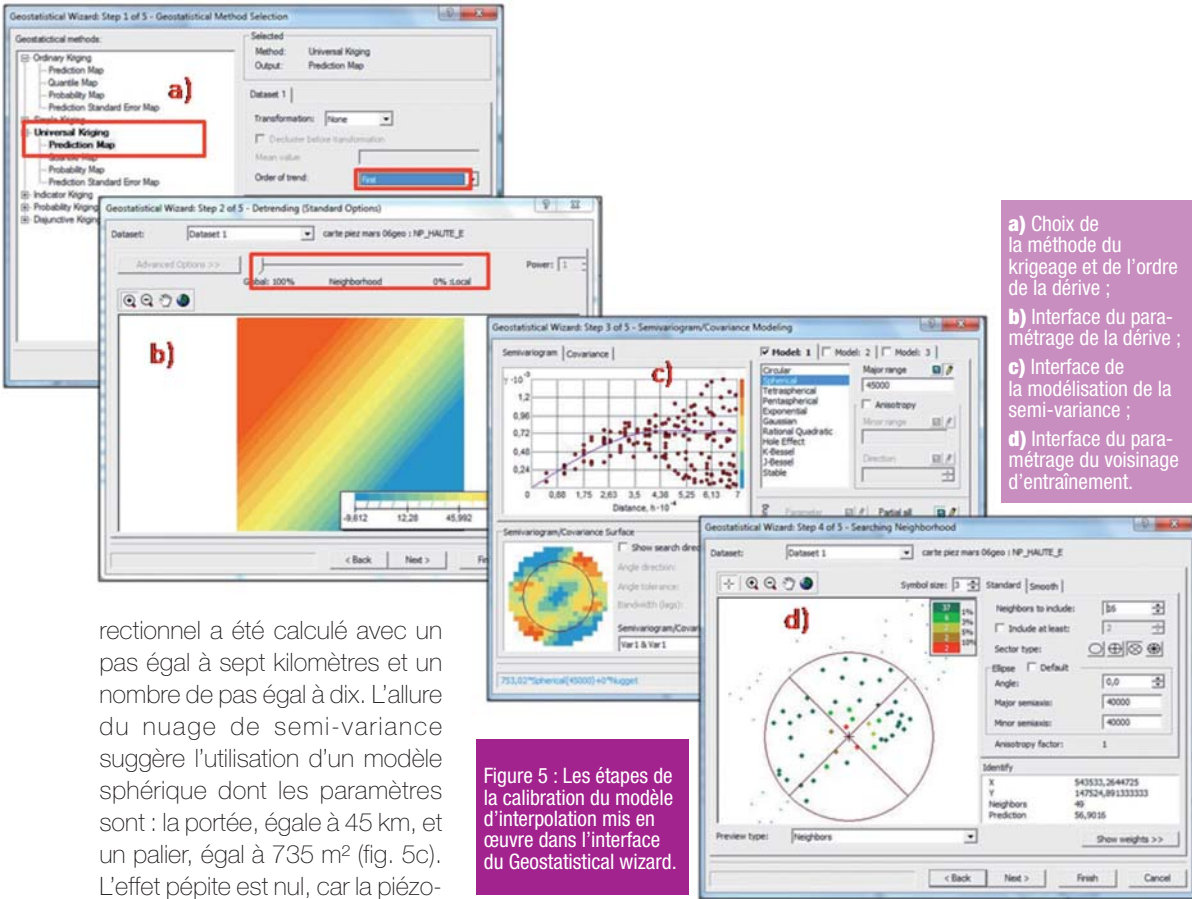 Geostatistical Wizard: Step 1 of 5 - Geostatistical Method Selection
Geostatistical methods:
Ordinary Kriging
Prediction Map
Quantile Map
Probability Map
Prediction Standard Error Map
Simple Kriging
Universal Kriging
Prediction Map
Quantile Map
Probability Map
Prediction Standard Error Map
Indicator Kriging
Probability Kriging
Disjunctive Kriging
a)
Selected
Method: Universal Kriging
Output: Prediction Map
Dataset 1
Transformation: None
Decluster before transformation
Mean value
Order of trend: First
Geostatistical Wizard: Step 2 of 5 - Detrending (Standard Options)
Dataset: Dataset 1 carte piez mars 06geo : NP_HAUTE_E
Advanced Options >>
Global: 100% Neighborhood 0% :Local
Power: 1
b)
-9,612 12,28 45,992
< Back Next >
Geostatistical Wizard: Step 3 of 5 - Semivariogram/Covariance Modeling
Semivariogram Covariance
γ·10⁻³
1,2
0,96
0,72
0,48
0,24
0 0,88 1,75 2,63 3,5 4,38 5,25 6,13 7
Distance, h·10⁻⁴
c)
Model: 1 Model: 2 Model: 3
Circular
Spherical
Tetraspherical
Pentaspherical
Exponential
Gaussian
Rational Quadratic
Hole Effect
K-Bessel
J-Bessel
Stable
Major range
45000
Anisotropy
Minor range
Direction
Parameter Partial sill
Semivariogram/Covariance Surface
Show search direc
Angle direction:
Angle tolerance:
Bandwidth (lags):
Semivariogram/Covar
Var1 & Var1
753,02*Spherical(45000)+0*Nugget
Geostatistical Wizard: Step 4 of 5 - Searching Neighborhood
Dataset: Dataset 1 carte piez mars 06geo : NP_HAUTE_E
Symbol size: 3
d)
37
1%
3%
5%
10%
Standard Smooth
Neighbors to include: 16
Include at least: 2
Sector type:
Ellipse Default
Angle: 0,0
Major semiaxis: 40000
Minor semiaxis: 40000
Anisotropy factor: 1
Identify
X 543533,2644725
Y 147524,891333333
Neighbors 49
Prediction 56,9016
Preview type: Neighbors
Show weights >>
< Back Next > Finish Cancel
a) Choix de
la méthode du
krigeage et de l'ordre
de la dérive ;
b) Interface du para-
métrage de la dérive ;
c) Interface de
la modélisation de la
semi-variance ;
d) Interface du para-
métrage du voisinage
d'entraînement.
rectionnel a été calculé avec un
pas égal à sept kilomètres et un
nombre de pas égal à dix. L'allure
du nuage de semi-variance
suggère l'utilisation d'un modèle
sphérique dont les paramètres
sont : la portée, égale à 45 km, et
un palier, égal à 735 m² (fig. 5c).
L'effet pépite est nul, car la piézo-
Figure 5 : Les étapes de
la calibration du modèle
d'interpolation mis en
œuvre dans l'interface
du Geostatistical wizard.